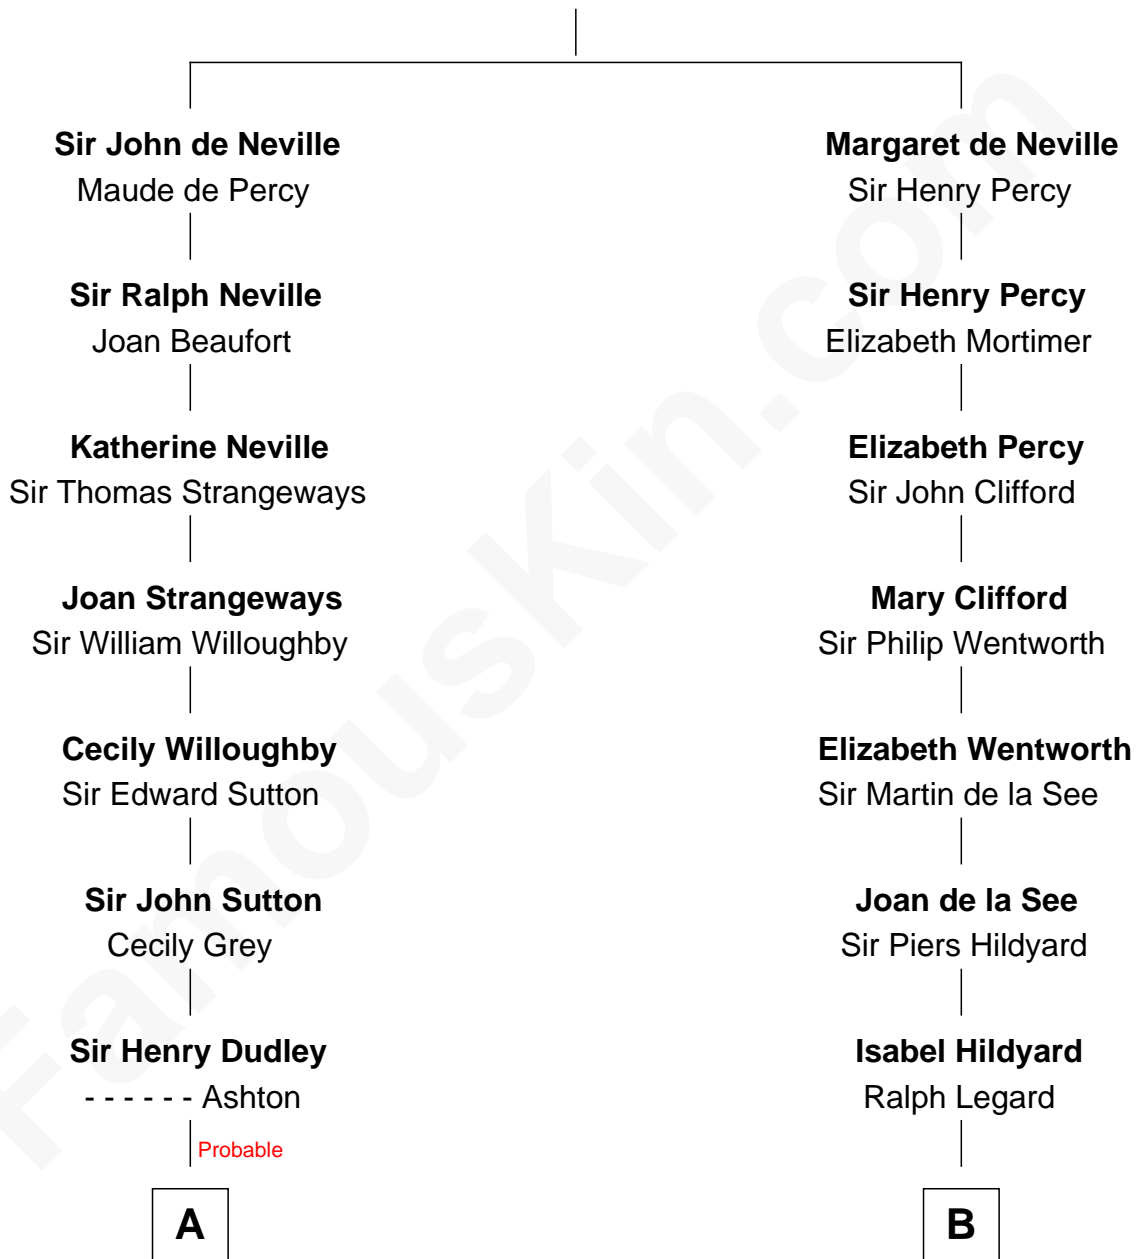 Sir John de Neville
Maude de Percy
Sir Ralph Neville
Joan Beaufort
Katherine Neville
Sir Thomas Strangeways
Joan Strangeways
Sir William Willoughby
Cecily Willoughby
Sir Edward Sutton
Sir John Sutton
Cecily Grey
Sir Henry Dudley
- - - - - - Ashton
Probable
A
Margaret de Neville
Sir Henry Percy
Sir Henry Percy
Elizabeth Mortimer
Elizabeth Percy
Sir John Clifford
Mary Clifford
Sir Philip Wentworth
Elizabeth Wentworth
Sir Martin de la See
Joan de la See
Sir Piers Hildyard
Isabel Hildyard
Ralph Legard
B
FamousKin.com